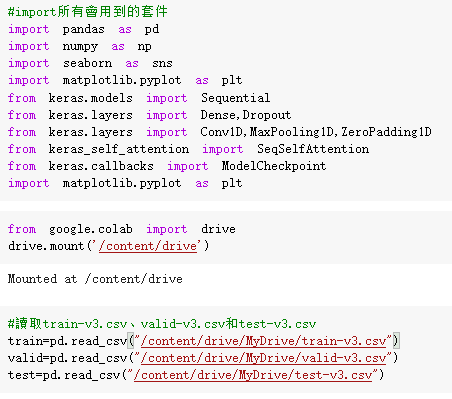 #import所有會用到的套件
import pandas as pd
import numpy as np
import seaborn as sns
import matplotlib.pyplot as plt
from keras.models import Sequential
from keras.layers import Dense,Dropout
from keras.layers import Conv1D,MaxPooling1D,ZeroPadding1D
from keras_self_attention import SeqSelfAttention
from keras.callbacks import ModelCheckpoint
import matplotlib.pyplot as plt
from google.colab import drive
drive.mount('/content/drive')
Mounted at /content/drive
#讀取train-v3.csv、valid-v3.csv和test-v3.csv
train=pd.read_csv("/content/drive/MyDrive/train-v3.csv")
valid=pd.read_csv("/content/drive/MyDrive/valid-v3.csv")
test=pd.read_csv("/content/drive/MyDrive/test-v3.csv")